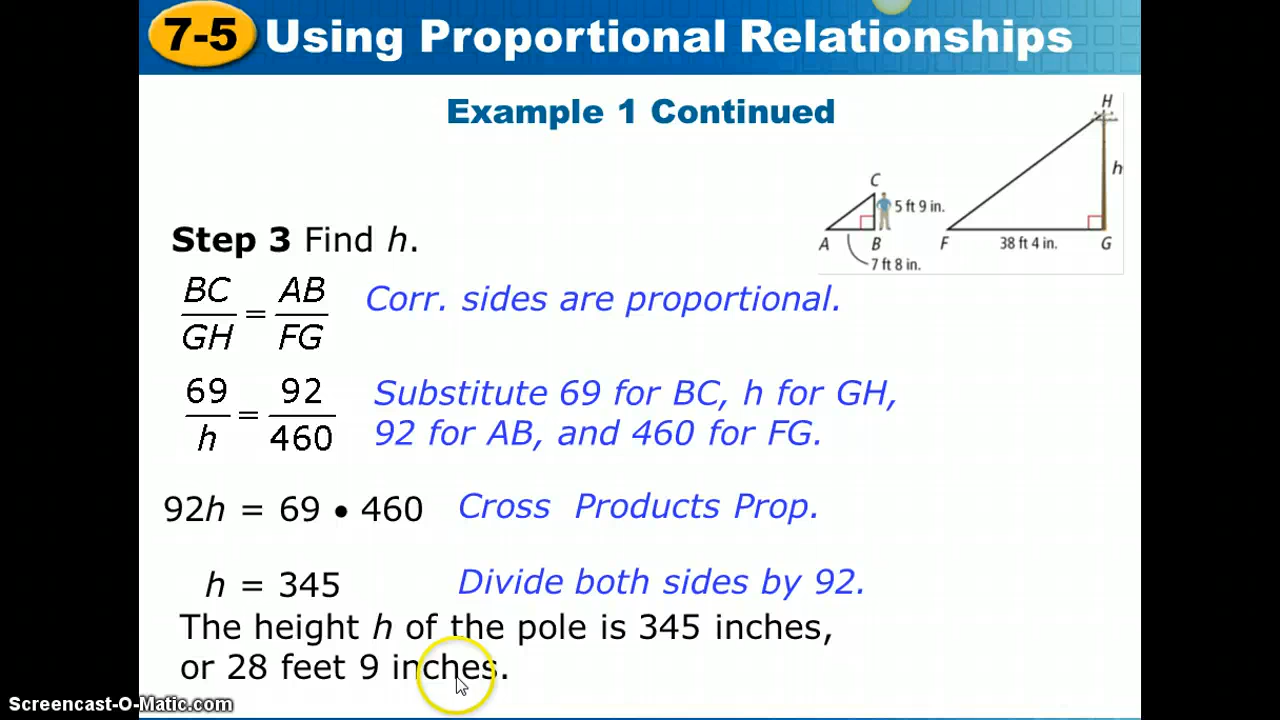 7-5 Using Proportional Relationships
Example 1 Continued
H
h
C
5 ft 9 in.
A B F 38 ft 4 in. G
7 ft 8 in.
Step 3 Find h.
BC/GH = AB/FG Corr. sides are proportional.
69/h = 92/460 Substitute 69 for BC, h for GH,
92 for AB, and 460 for FG.
92h = 69 • 460 Cross Products Prop.
h = 345 Divide both sides by 92.
The height h of the pole is 345 inches,
or 28 feet 9 inches.
Screencast-O-Matic.com